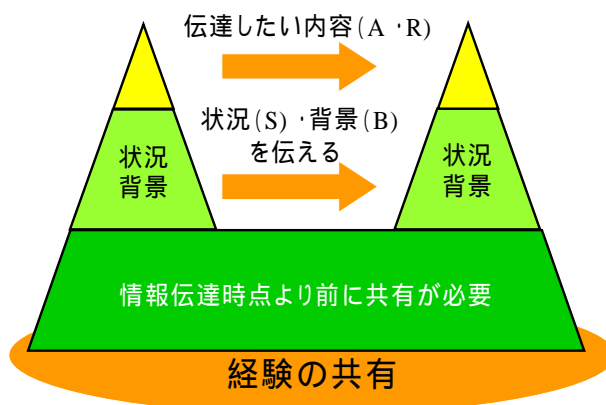 伝達したい内容(A・R)
状況(S)・背景(B)
を伝える
状況
背景
状況
背景
情報伝達時点より前に共有が必要
経験の共有